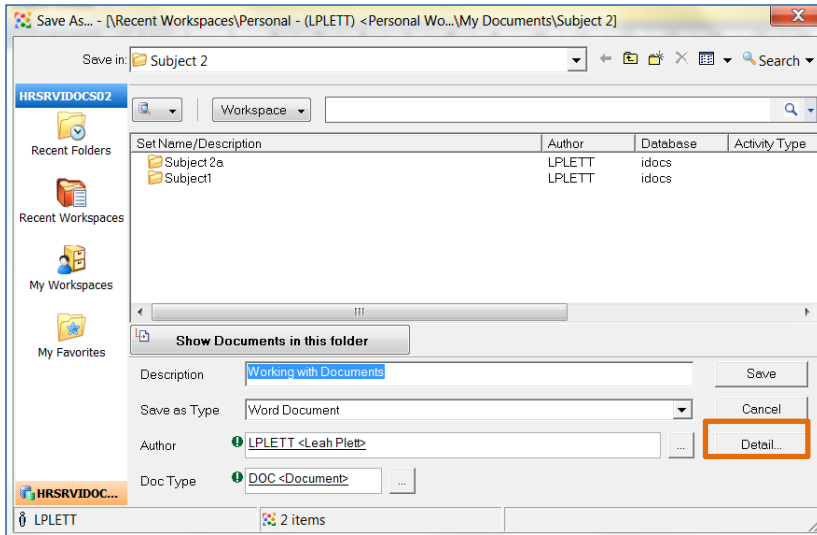 Save As... - [\Recent Workspaces\Personal - (LPLETT) <Personal Wo...\My Documents\Subject 2]
X
Save in: Subject 2
Search
HRSRVIDOCS02
Workspace
Recent Folders
Set Name/Description Author Database Activity Type
Subject 2a LPLETT idocs
Subject1 LPLETT idocs
Recent Workspaces
My Workspaces
My Favorites
Show Documents in this folder
Description Working with Documents Save
Save as Type Word Document Cancel
Author LPLETT <Leah Plett> ... Detail...
Doc Type DOC <Document> ...
HRSRVIDOC...
LPLETT 2 items